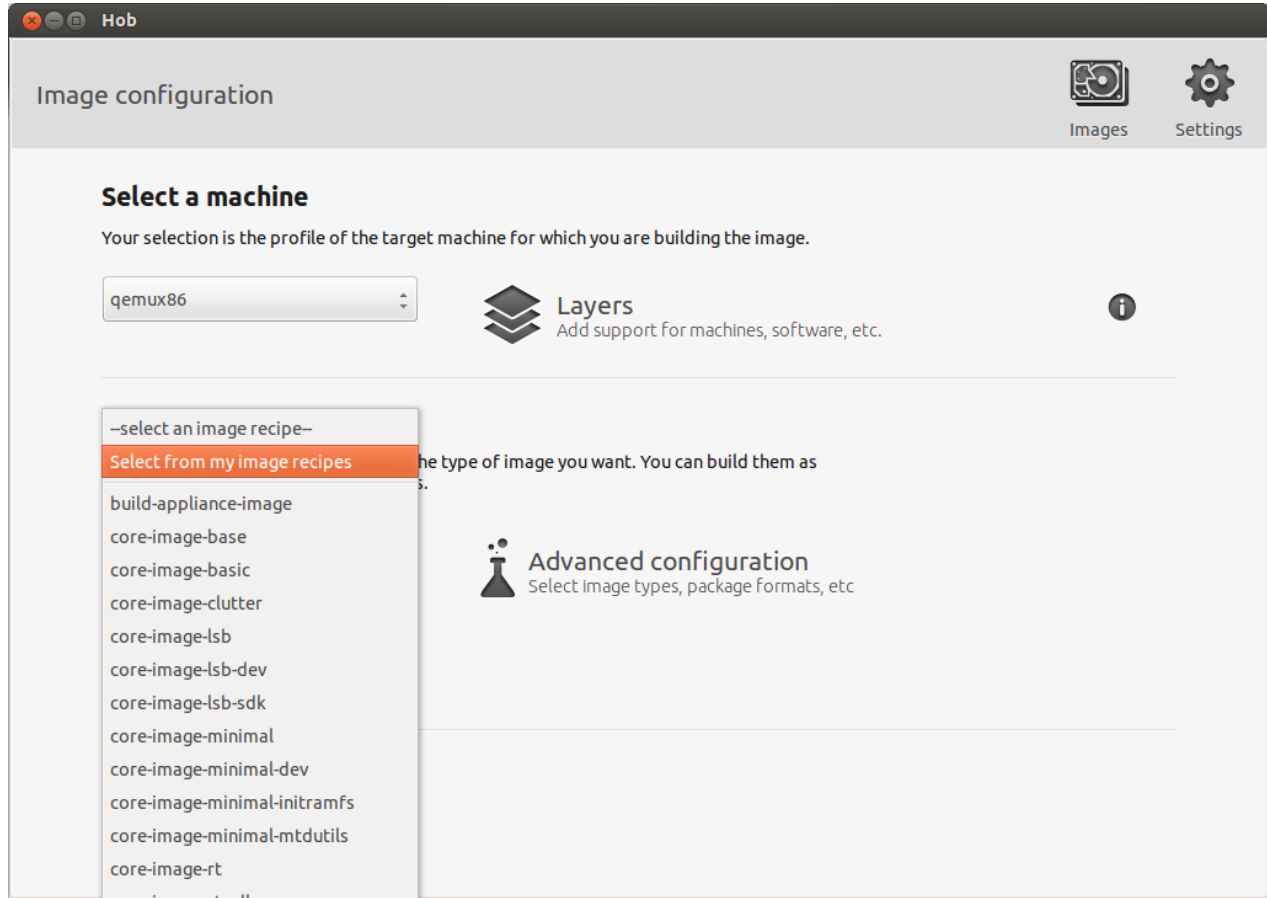 Hob
Image configuration
Images
Settings
Select a machine
Your selection is the profile of the target machine for which you are building the image.
qemux86
Layers
Add support for machines, software, etc.
--select an image recipe--
Select from my image recipes
he type of image you want. You can build them as
s.
build-appliance-image
core-image-base
core-image-basic
core-image-clutter
core-image-lsb
core-image-lsb-dev
core-image-lsb-sdk
core-image-minimal
core-image-minimal-dev
core-image-minimal-initramfs
core-image-minimal-mtdutils
core-image-rt
Advanced configuration
Select image types, package formats, etc